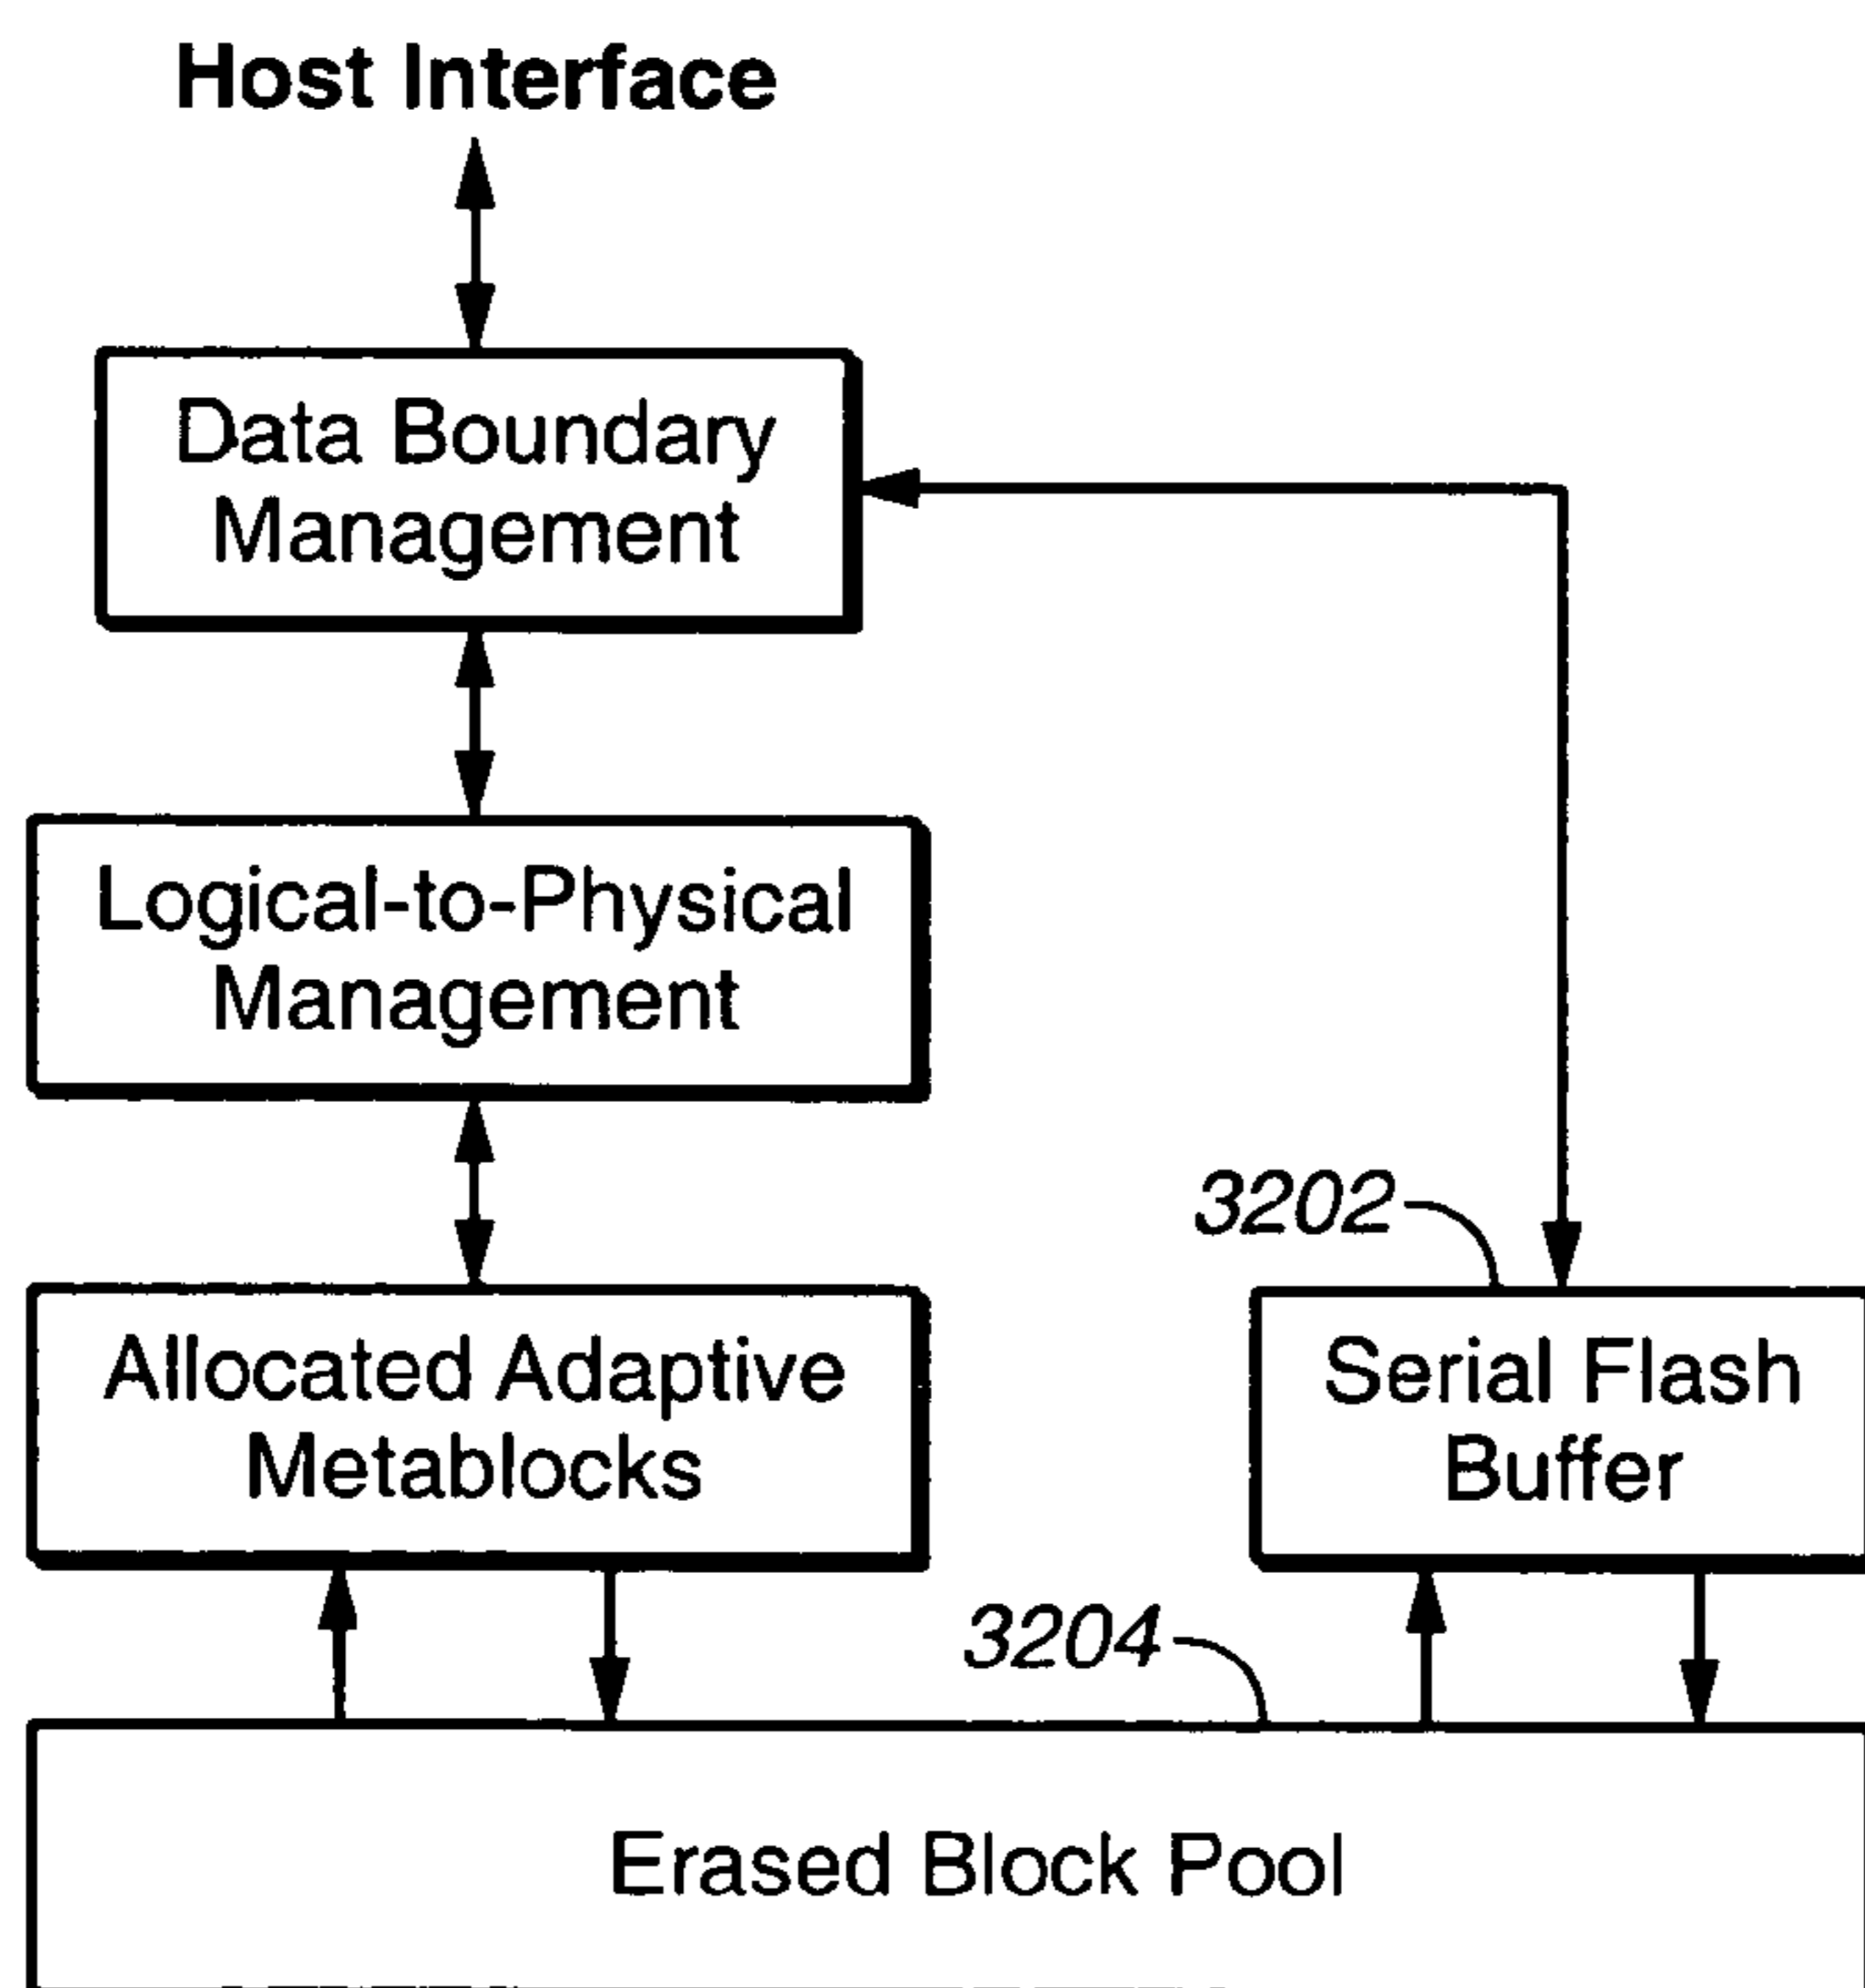 Host Interface
Data Boundary
Management
Logical-to-Physical
Management
3202
Allocated Adaptive
Metablocks
Serial Flash
Buffer
3204
Erased Block Pool